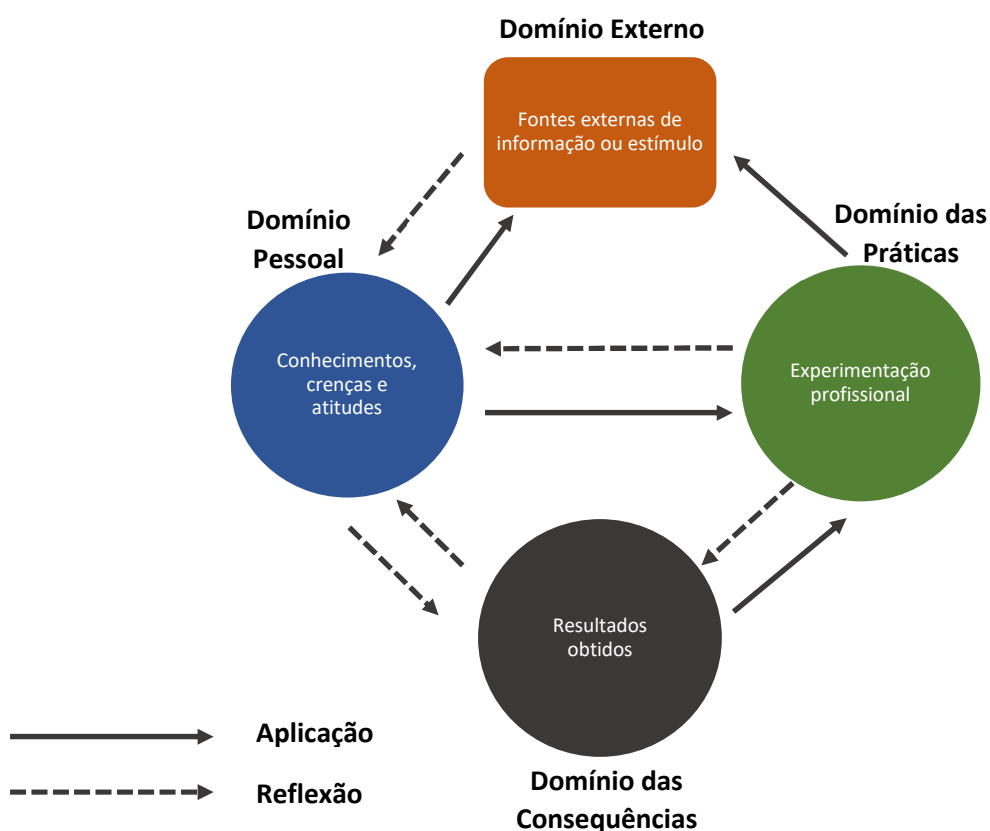 Domínio Externo
Fontes externas de
informação ou estímulo
Domínio
Pessoal
Domínio das
Práticas
Conhecimentos,
crenças e
atitudes
Experimentação
profissional
Resultados
obtidos
Aplicação
Reflexão
Domínio das
Consequências